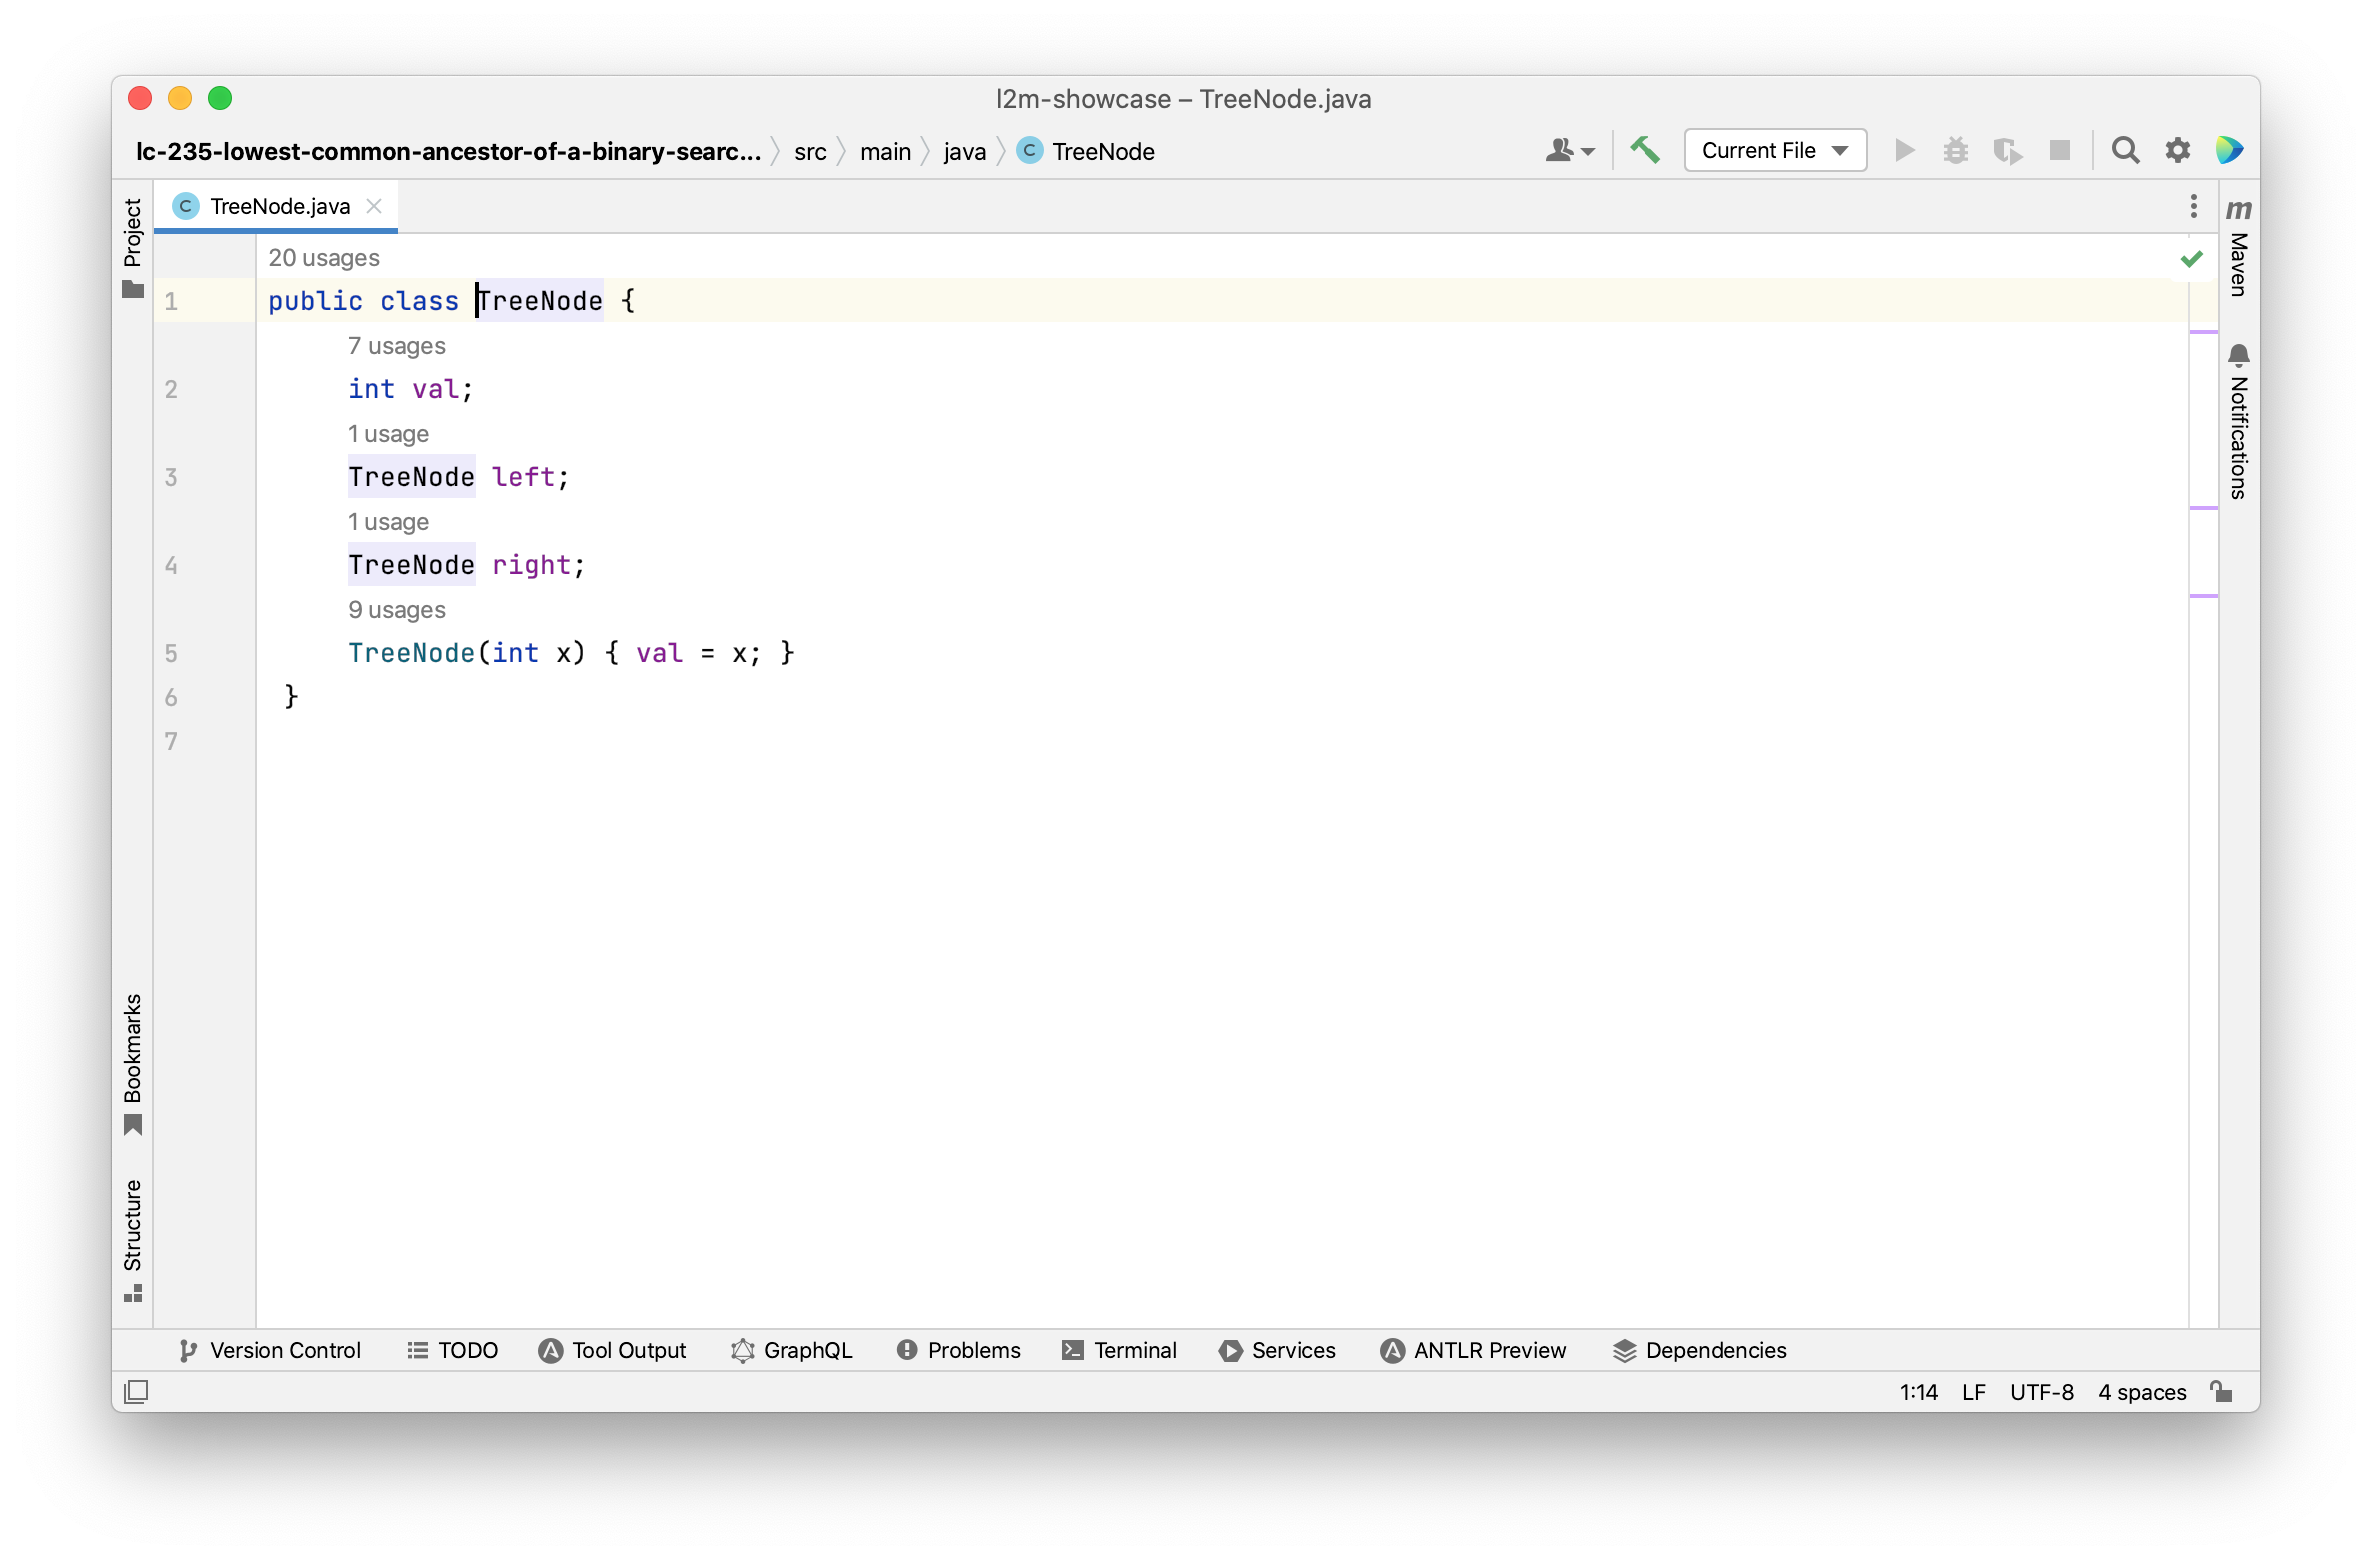 l2m-showcase – TreeNode.java
lc-235-lowest-common-ancestor-of-a-binary-searc... src main java C TreeNode
Current File
Project
C TreeNode.java
m Maven
Notifications
20 usages
1 public class TreeNode {
7 usages
2 int val;
1 usage
3 TreeNode left;
1 usage
4 TreeNode right;
9 usages
5 TreeNode(int x) { val = x; }
6 }
7
Bookmarks
Structure
Version Control TODO Tool Output GraphQL Problems Terminal Services ANTLR Preview Dependencies
1:14 LF UTF-8 4 spaces